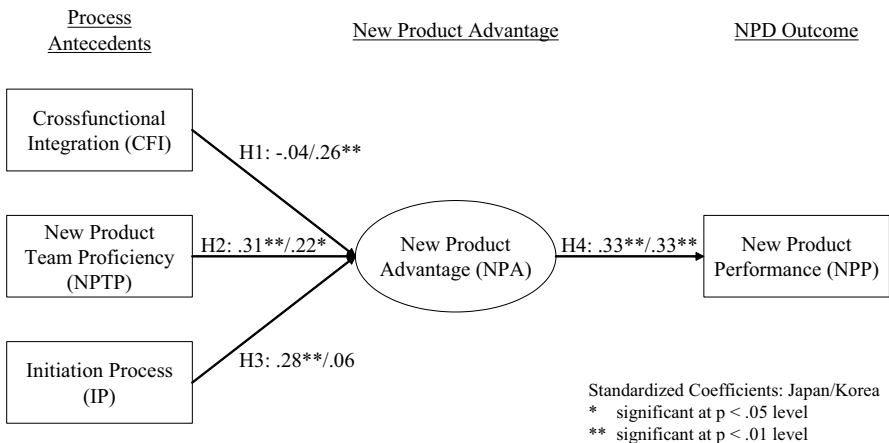 Process
Antecedents
New Product Advantage
NPD Outcome
Crossfunctional
Integration (CFI)
H1: -.04/.26**
New Product
Team Proficiency
(NPTP)
H2: .31**/.22*
New Product
Advantage (NPA)
H4: .33**/.33**
New Product
Performance (NPP)
Initiation Process
(IP)
H3: .28**/.06
Standardized Coefficients: Japan/Korea
* significant at p < .05 level
** significant at p < .01 level